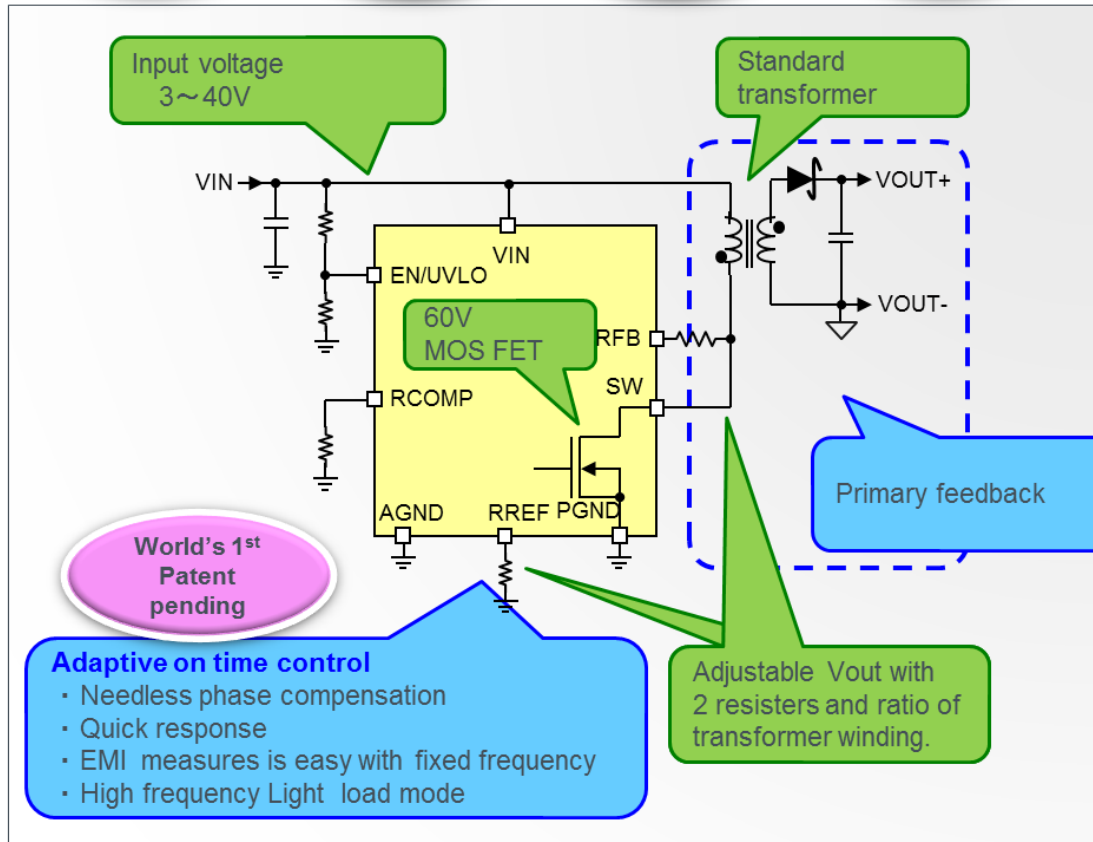 Input voltage
3～40V
Standard
transformer
VIN
VOUT+
VIN
EN/UVLO
VOUT-
60V
MOS FET
RFB
SW
RCOMP
Primary feedback
AGND
RREF
PGND
World's 1st
Patent
pending
Adaptive on time control
・Needless phase compensation
・Quick response
・EMI measures is easy with fixed frequency
・High frequency Light load mode
Adjustable Vout with
2 resisters and ratio of
transformer winding.